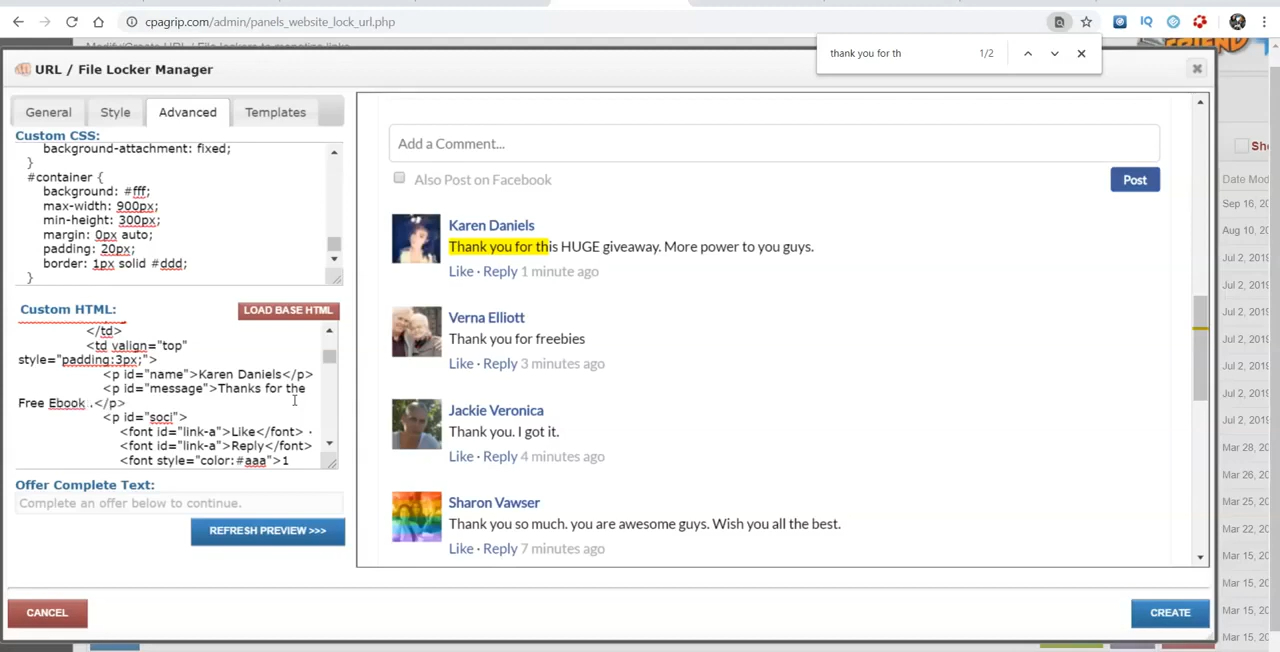 cpagrip.com/admin/panels_website_lock_url.php
IQ
thank you for th
1/2
URL / File Locker Manager
General
Style
Advanced
Templates
Custom CSS:
background-attachment: fixed;
}
#container {
background: #fff;
max-width: 900px;
min-height: 300px;
margin: 0px auto;
padding: 20px;
border: 1px solid #ddd;
}
Custom HTML:
LOAD BASE HTML
</td>
<td valign="top"
style="padding:3px;">
<p id="name">Karen Daniels</p>
<p id="message">Thanks for the
Free Ebook .</p>
<p id="soci">
<font id="link-a">Like</font> ·
<font id="link-a">Reply</font>
<font style="color:#aaa">1
Offer Complete Text:
Complete an offer below to continue.
REFRESH PREVIEW >>>
CANCEL
Add a Comment...
Also Post on Facebook
Post
Karen Daniels
Thank you for this HUGE giveaway. More power to you guys.
Like · Reply 1 minute ago
Verna Elliott
Thank you for freebies
Like · Reply 3 minutes ago
Jackie Veronica
Thank you. I got it.
Like · Reply 4 minutes ago
Sharon Vawser
Thank you so much. you are awesome guys. Wish you all the best.
Like · Reply 7 minutes ago
CREATE
Date Mod
Sep 16, 20
Aug 10, 20
Jul 2, 2019
Jul 2, 2019
Jul 2, 2019
Jul 2, 2019
Jul 2, 2019
Jul 2, 2019
Jul 2, 2019
Mar 28, 20
Mar 26, 20
Mar 25, 20
Mar 22, 20
Mar 15, 20
Mar 15, 20
Mar 15, 20
Mar 15, 20